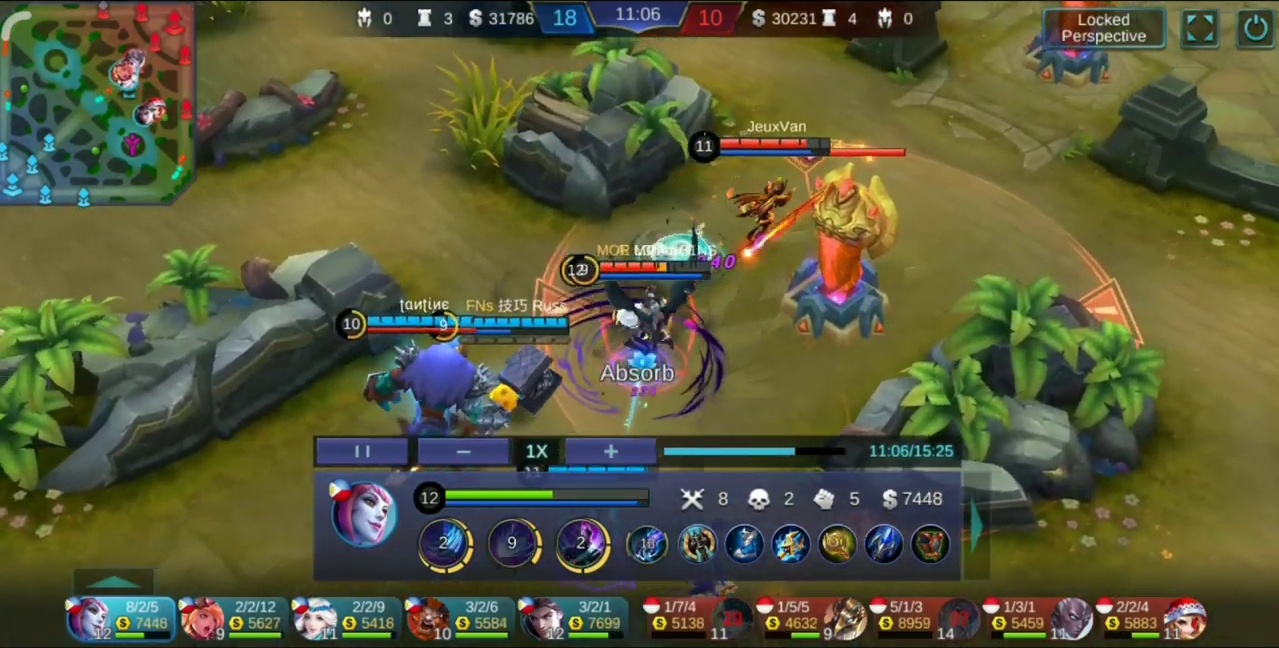 0 3 $ 31786 18 11:06 10 $ 30231 4 0
Locked
Perspective
JeuxVan
11
40
12
FNs 技巧 Russ
10 9
Absorb
1X
11:06/15:25
12 8 2 5 $ 7448
2 9 2
8/2/5 2/2/12 2/2/9 3/2/6 3/2/1 1/7/4 1/5/5 5/1/3 1/3/1 2/2/4
7448 5627 5416 5584 7699 5138 4632 8959 5459 5883
12 9 11 10 12 11 9 14 11 11